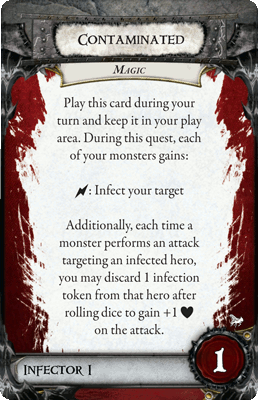 Contaminated
Magic
Play this card during your
turn and keep it in your play
area. During this quest, each
of your monsters gains:
: Infect your target
Additionally, each time a
monster performs an attack
targeting an infected hero,
you may discard 1 infection
token from that hero after
rolling dice to gain +1 ♥
on the attack.
Infector I
1